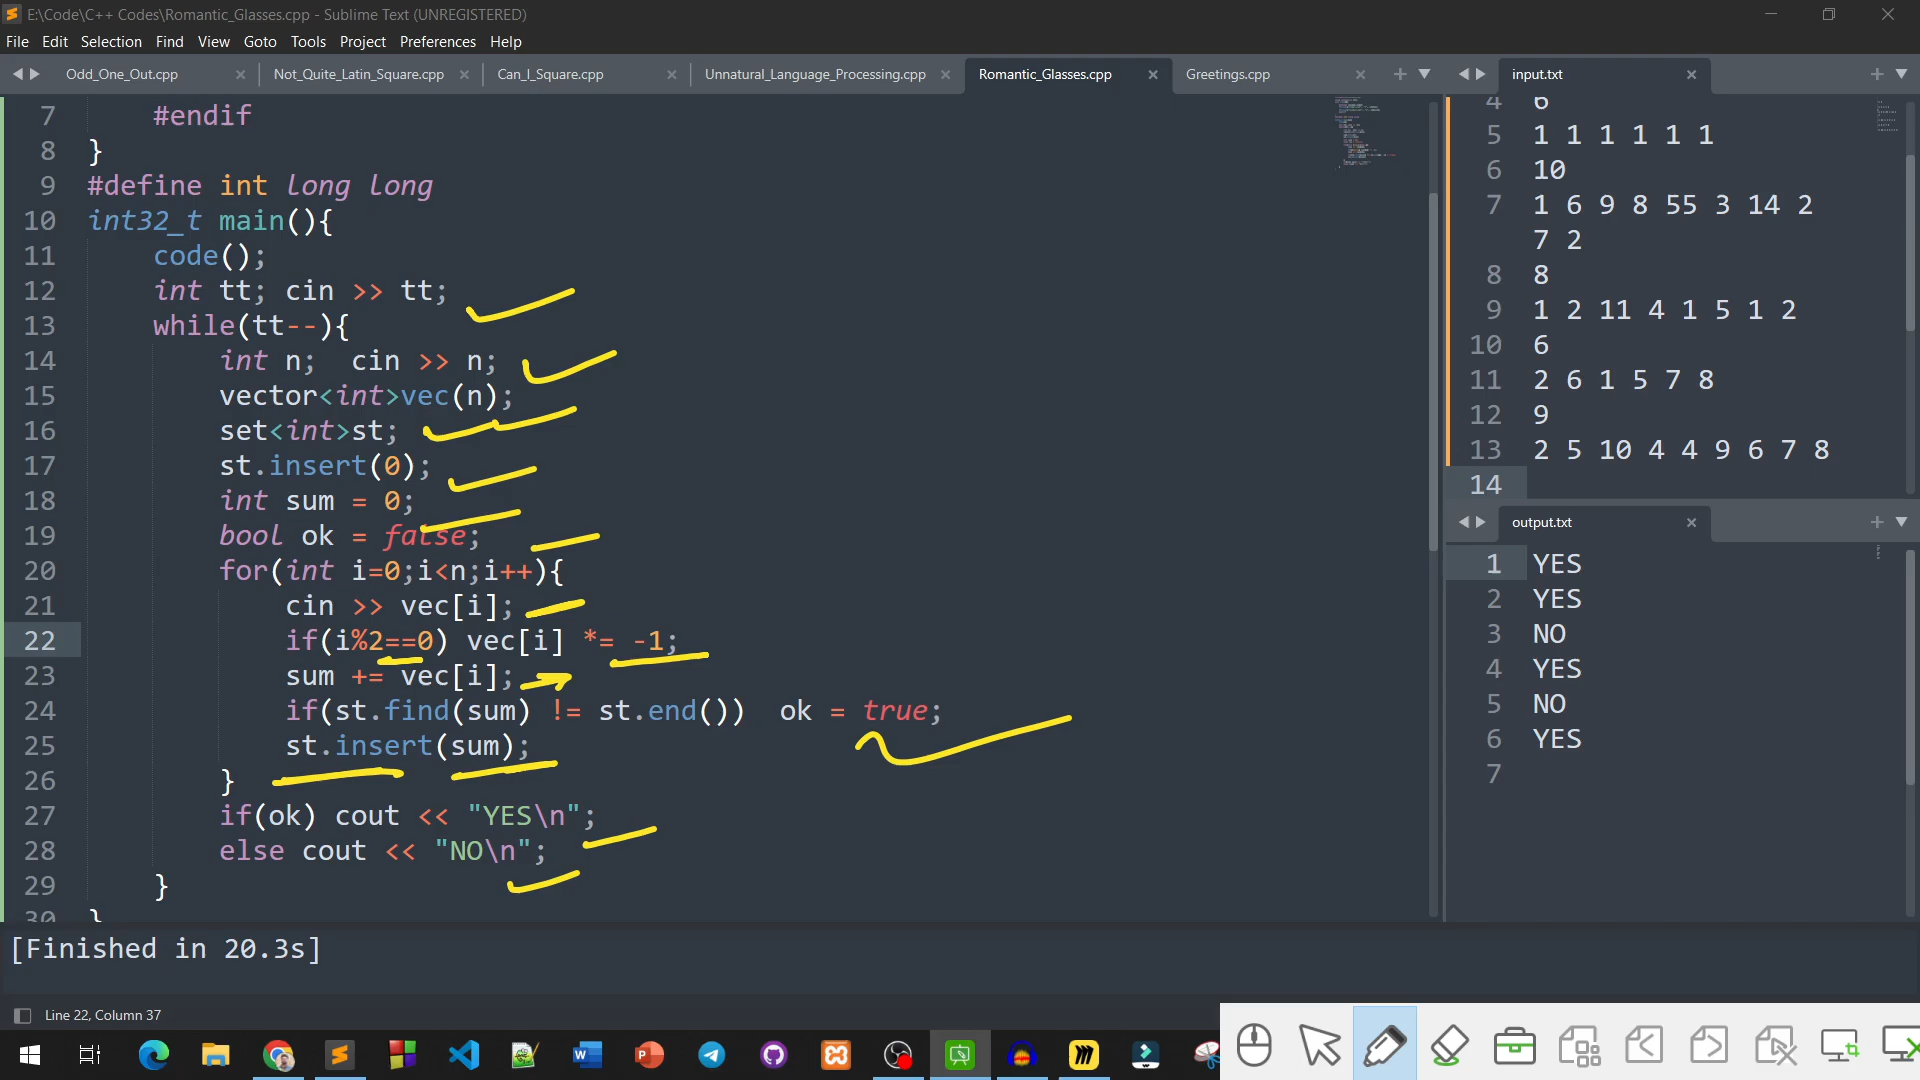 E:\Code\C++ Codes\Romantic_Glasses.cpp - Sublime Text (UNREGISTERED)
File Edit Selection Find View Goto Tools Project Preferences Help
Odd_One_Out.cpp Not_Quite_Latin_Square.cpp Can_I_Square.cpp Unnatural_Language_Processing.cpp Romantic_Glasses.cpp Greetings.cpp
7 #endif
8 }
9 #define int long long
10 int32_t main(){
11 code();
12 int tt; cin >> tt;
13 while(tt--){
14 int n; cin >> n;
15 vector<int>vec(n);
16 set<int>st;
17 st.insert(0);
18 int sum = 0;
19 bool ok = false;
20 for(int i=0;i<n;i++){
21 cin >> vec[i];
22 if(i%2==0) vec[i] *= -1;
23 sum += vec[i];
24 if(st.find(sum) != st.end()) ok = true;
25 st.insert(sum);
26 }
27 if(ok) cout << "YES\n";
28 else cout << "NO\n";
29 }
30 }
input.txt
4 6
5 1 1 1 1 1 1
6 10
7 1 6 9 8 55 3 14 2
7 2
8 8
9 1 2 11 4 1 5 1 2
10 6
11 2 6 1 5 7 8
12 9
13 2 5 10 4 4 9 6 7 8
14
output.txt
1 YES
2 YES
3 NO
4 YES
5 NO
6 YES
7
[Finished in 20.3s]
Line 22, Column 37